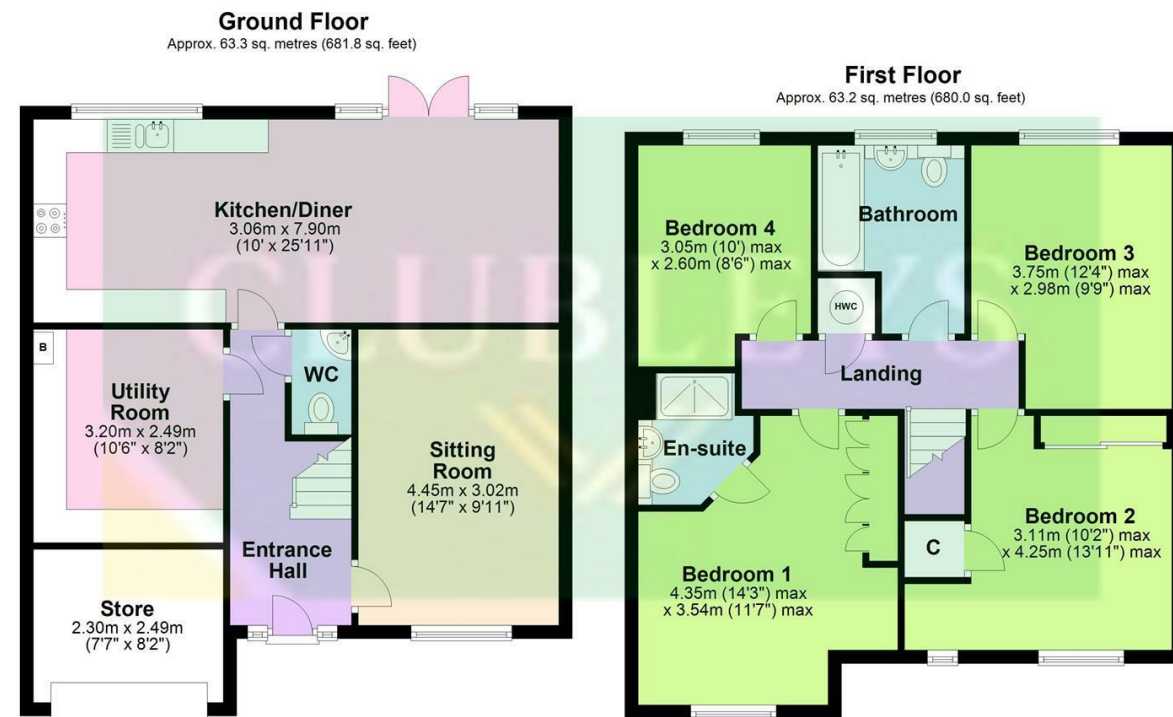 Ground Floor
Approx. 63.3 sq. metres (681.8 sq. feet)
Kitchen/Diner
3.06m x 7.90m
(10' x 25'11")
B
Utility
Room
3.20m x 2.49m
(10'6" x 8'2")
WC
Sitting
Room
4.45m x 3.02m
(14'7" x 9'11")
Entrance
Hall
Store
2.30m x 2.49m
(7'7" x 8'2")
First Floor
Approx. 63.2 sq. metres (680.0 sq. feet)
Bedroom 4
3.05m (10') max
x 2.60m (8'6") max
Bathroom
Bedroom 3
3.75m (12'4") max
x 2.98m (9'9") max
HWC
Landing
En-suite
Bedroom 1
4.35m (14'3") max
x 3.54m (11'7") max
C
Bedroom 2
3.11m (10'2") max
x 4.25m (13'11") max
CLUBLEYS